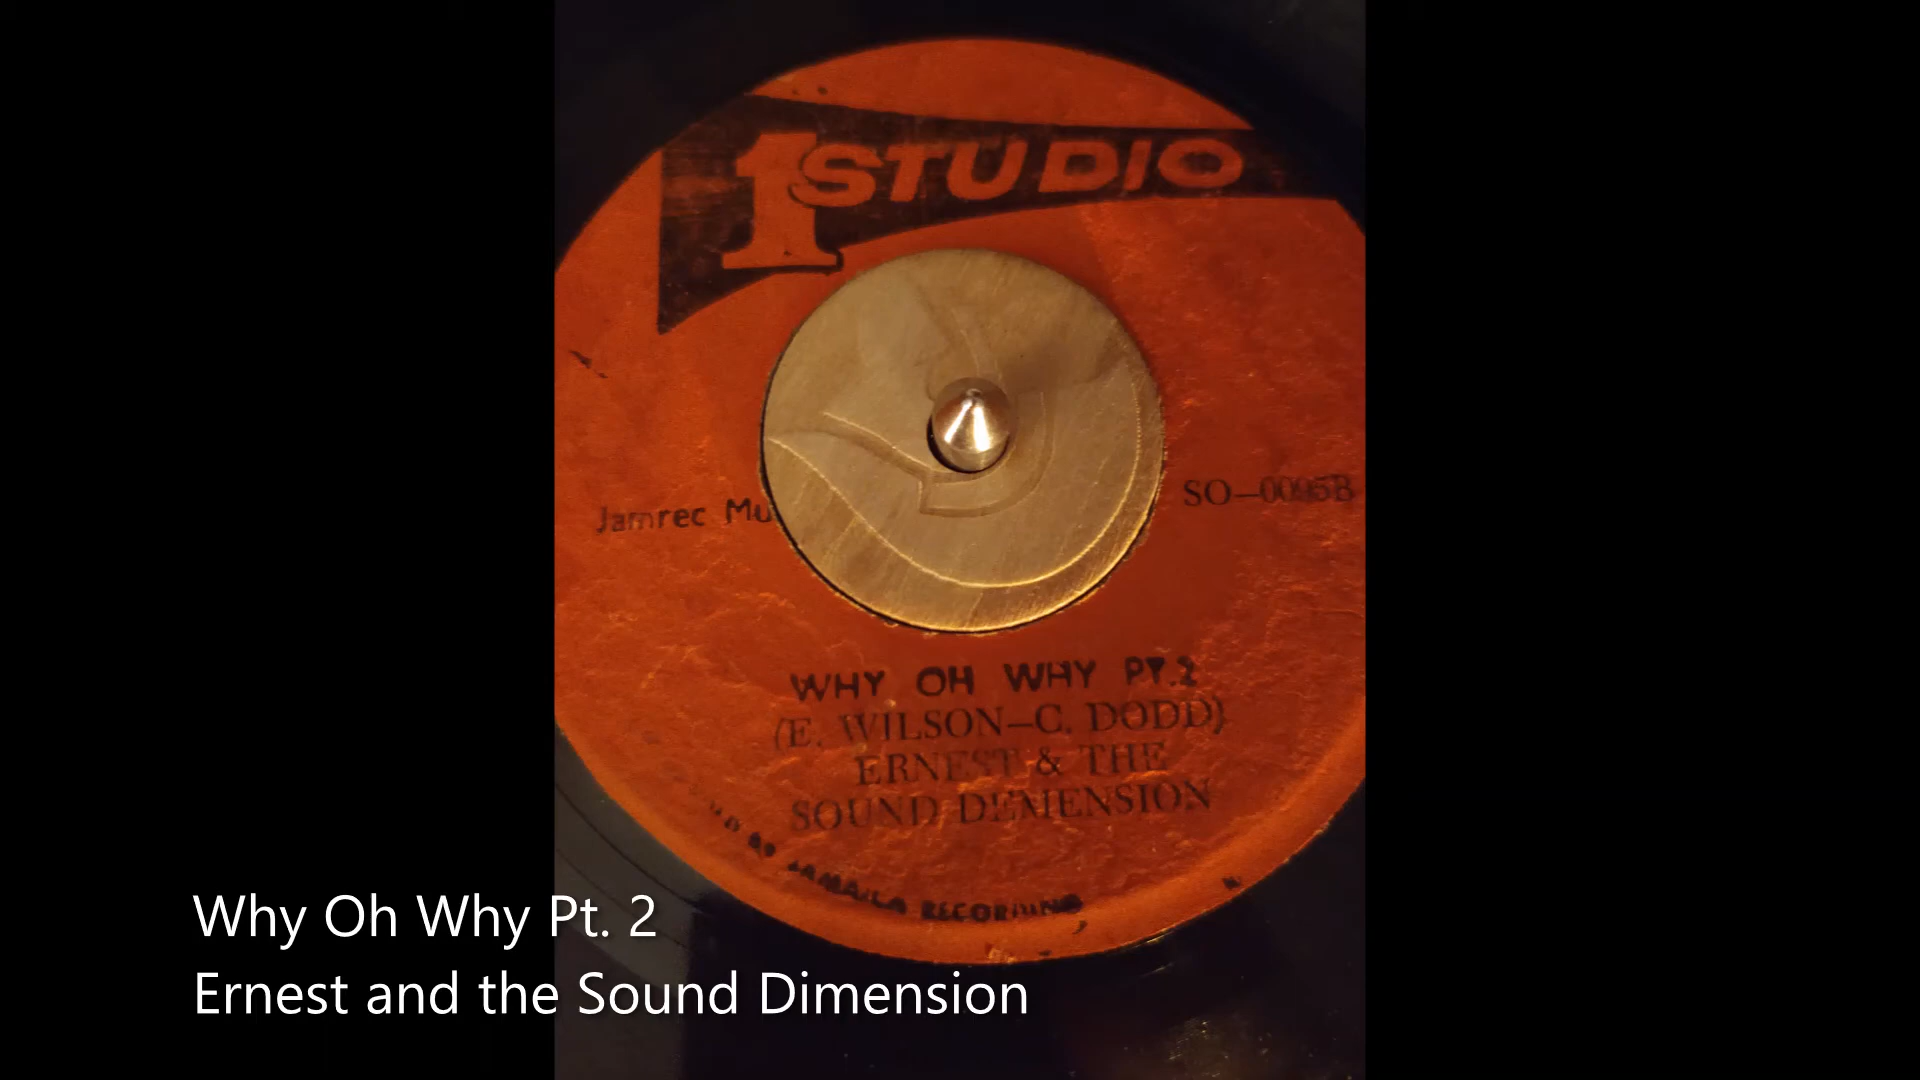 1 STUDIO
Jamrec Mu
SO—0095B
WHY OH WHY PT.2
(E. WILSON—C. DODD)
ERNEST & THE
SOUND DEMENSION
BY JAMAICA RECORDING
Why Oh Why Pt. 2
Ernest and the Sound Dimension